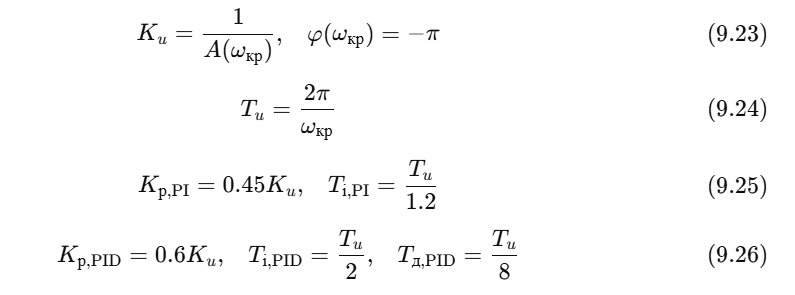 K_u = 1 / A(ω_кр), φ(ω_кр) = −π (9.23)
T_u = 2π / ω_кр (9.24)
K_p,PI = 0.45K_u, T_i,PI = T_u / 1.2 (9.25)
K_p,PID = 0.6K_u, T_i,PID = T_u / 2, T_д,PID = T_u / 8 (9.26)